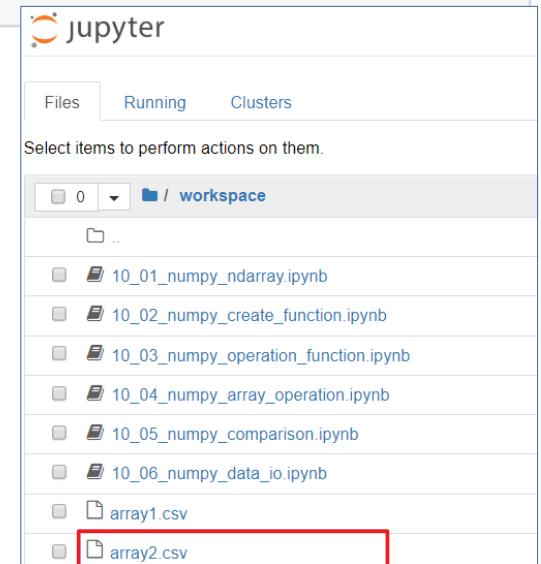 jupyter
Files Running Clusters
Select items to perform actions on them.
0 / workspace
..
10_01_numpy_ndarray.ipynb
10_02_numpy_create_function.ipynb
10_03_numpy_operation_function.ipynb
10_04_numpy_array_operation.ipynb
10_05_numpy_comparison.ipynb
10_06_numpy_data_io.ipynb
array1.csv
array2.csv